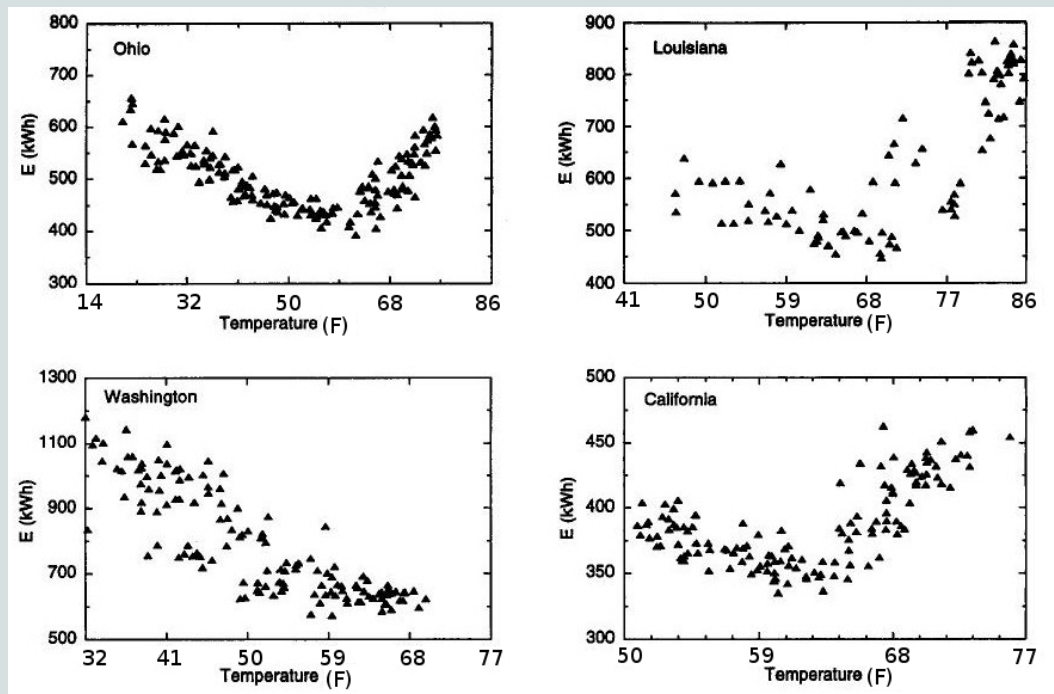 800
700
600
500
400
300
E (kWh)
Ohio
14 32 50 68 86
Temperature (F)
900
800
700
600
500
400
E (kWh)
Louisiana
41 50 59 68 77 86
Temperature (F)
1300
1100
900
700
500
E (kWh)
Washington
32 41 50 59 68 77
Temperature (F)
500
450
400
350
300
E (kWh)
California
50 59 68 77
Temperature (F)